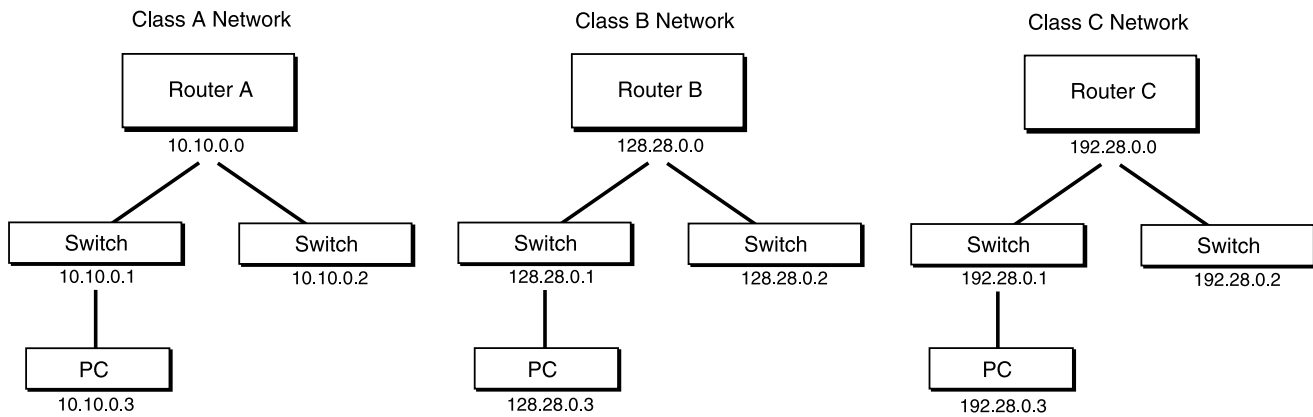 Class A Network
Class B Network
Class C Network
Router A
Router B
Router C
10.10.0.0
128.28.0.0
192.28.0.0
Switch
Switch
Switch
Switch
Switch
Switch
10.10.0.1
10.10.0.2
128.28.0.1
128.28.0.2
192.28.0.1
192.28.0.2
PC
PC
PC
10.10.0.3
128.28.0.3
192.28.0.3